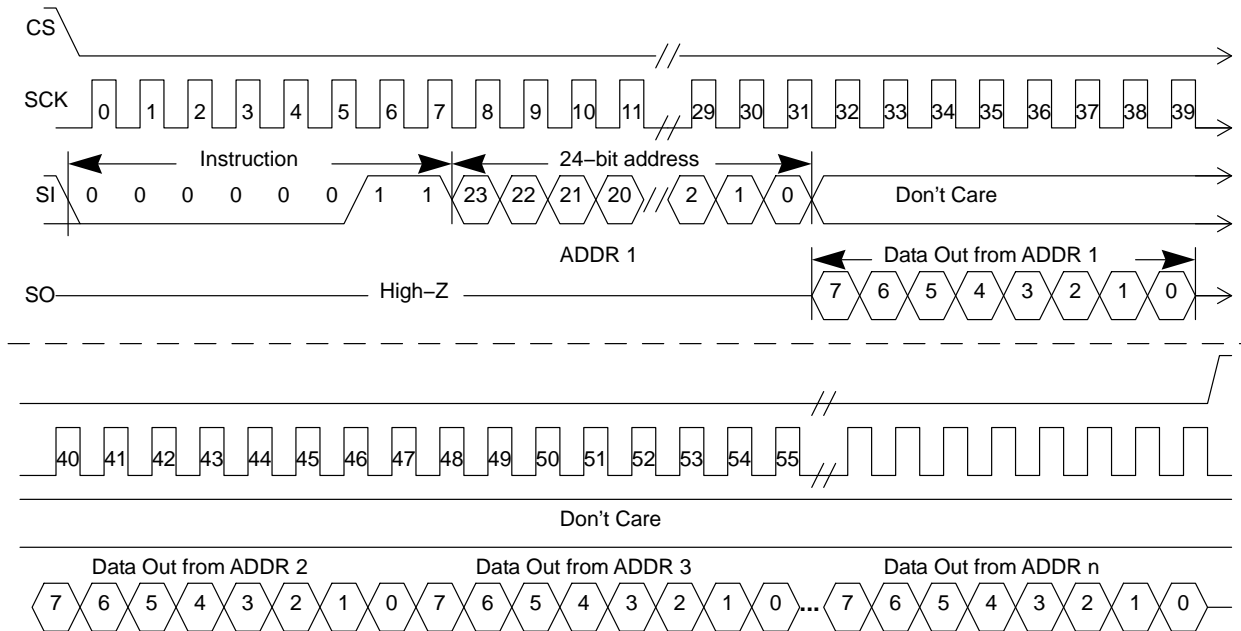 CS
SCK 0 1 2 3 4 5 6 7 8 9 10 11 29 30 31 32 33 34 35 36 37 38 39
Instruction 24−bit address
SI 0 0 0 0 0 0 1 1 23 22 21 20 2 1 0 Don't Care
ADDR 1 Data Out from ADDR 1
SO High−Z 7 6 5 4 3 2 1 0
40 41 42 43 44 45 46 47 48 49 50 51 52 53 54 55
Don't Care
Data Out from ADDR 2 Data Out from ADDR 3 Data Out from ADDR n
7 6 5 4 3 2 1 0 7 6 5 4 3 2 1 0 ... 7 6 5 4 3 2 1 0